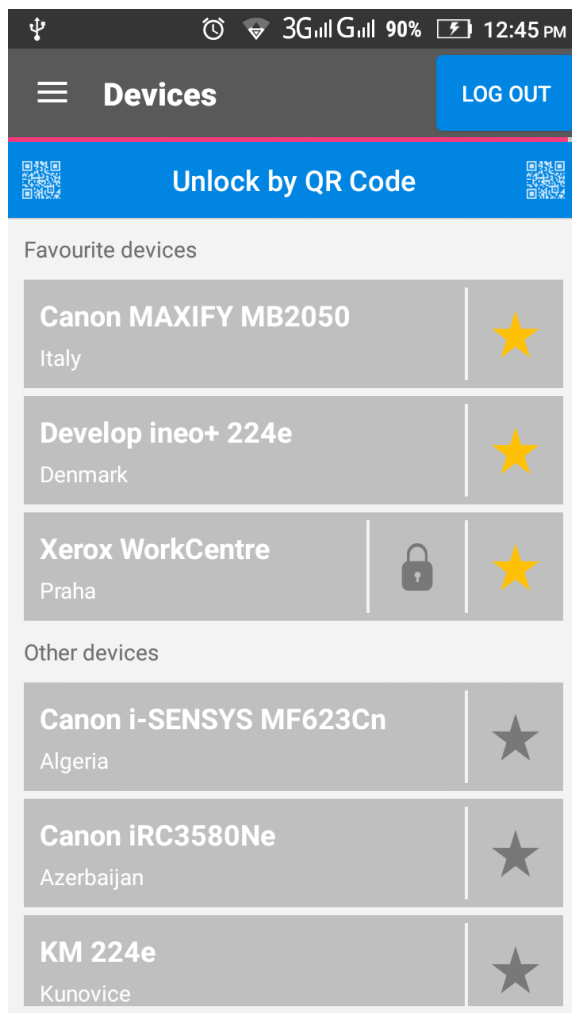 3G G 90% 12:45 PM
Devices LOG OUT
Unlock by QR Code
Favourite devices
Canon MAXIFY MB2050
Italy
Develop ineo+ 224e
Denmark
Xerox WorkCentre
Praha
Other devices
Canon i-SENSYS MF623Cn
Algeria
Canon iRC3580Ne
Azerbaijan
KM 224e
Kunovice